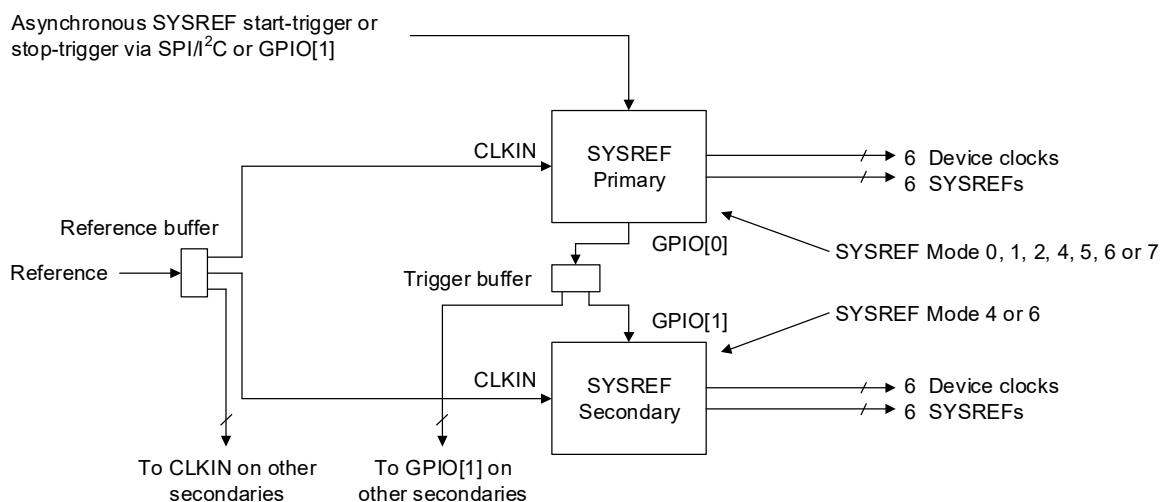 Asynchronous SYSREF start-trigger or
stop-trigger via SPI/I²C or GPIO[1]
CLKIN
SYSREF
Primary
6 Device clocks
6 SYSREFs
Reference buffer
GPIO[0]
SYSREF Mode 0, 1, 2, 4, 5, 6 or 7
Reference
Trigger buffer
GPIO[1]
SYSREF Mode 4 or 6
CLKIN
SYSREF
Secondary
6 Device clocks
6 SYSREFs
To CLKIN on other
secondaries
To GPIO[1] on
other secondaries